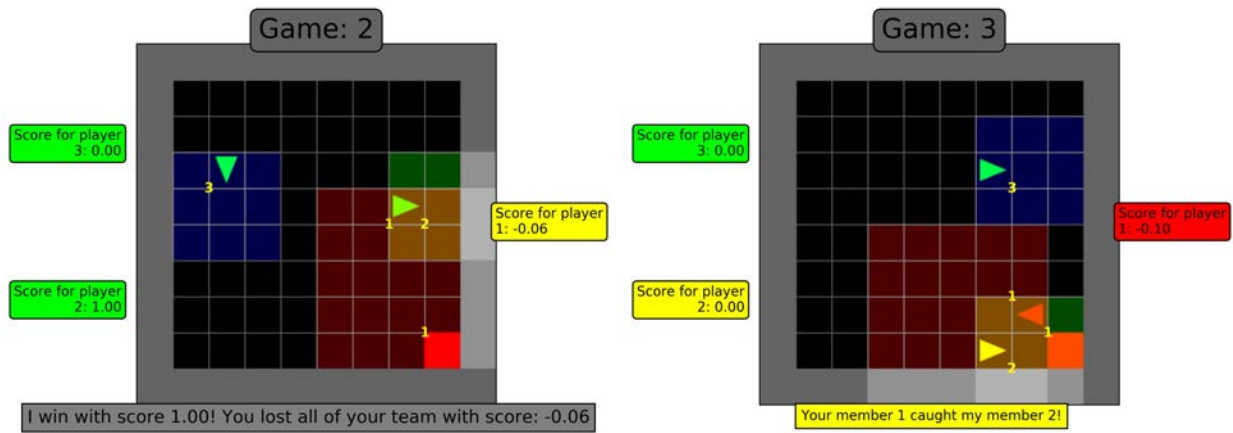 Game: 2
Score for player
3: 0.00
3
1
2
Score for player
1: -0.06
Score for player
2: 1.00
1
I win with score 1.00! You lost all of your team with score: -0.06
Game: 3
Score for player
3: 0.00
3
Score for player
1: -0.10
Score for player
2: 0.00
1
1
2
Your member 1 caught my member 2!